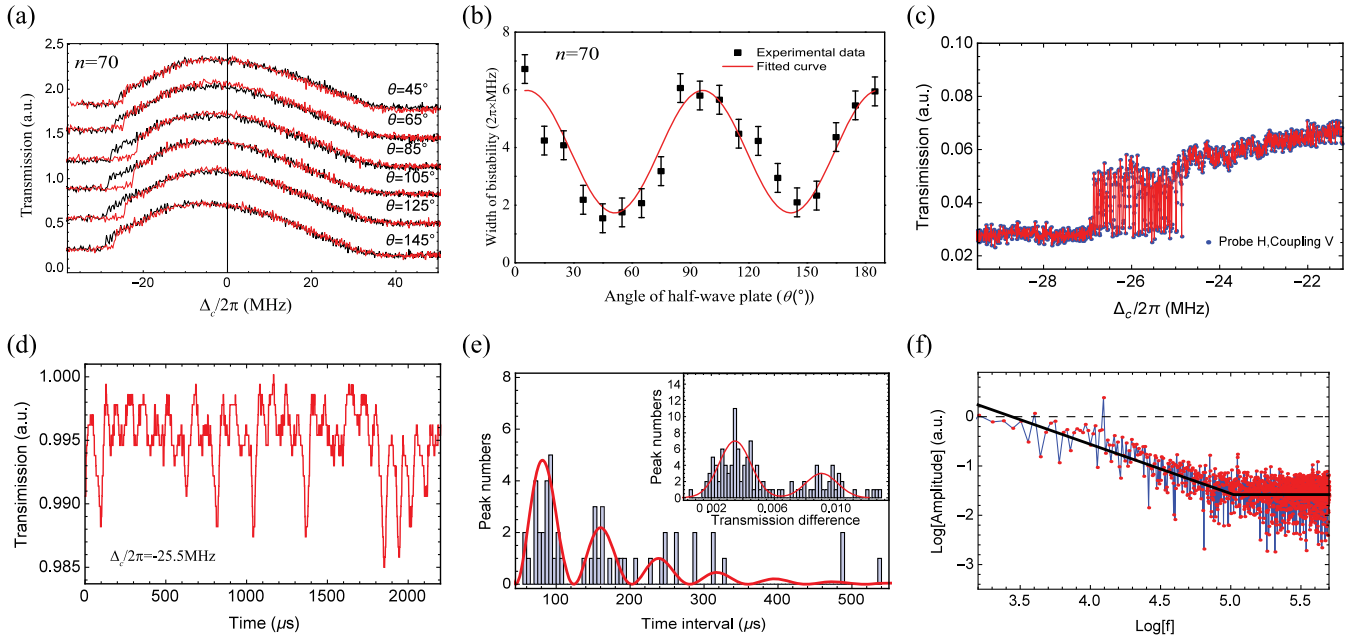 (a)
n=70
2.5
2.0
1.5
1.0
0.5
0.0
Transmission (a.u.)
θ=45°
θ=65°
θ=85°
θ=105°
θ=125°
θ=145°
−20 0 20 40
Δc/2π (MHz)
(b)
n=70
Experimental data
Fitted curve
8
6
4
2
0
Width of bistability (2π×MHz)
0 30 60 90 120 150 180
Angle of half-wave plate (θ(°))
(c)
0.10
0.08
0.06
0.04
0.02
Transimission (a.u.)
Probe H,Coupling V
−28 −26 −24 −22
Δc/2π (MHz)
(d)
1.000
0.995
0.990
0.985
Transmission (a.u.)
Δc/2π=-25.5MHz
0 500 1000 1500 2000
Time (μs)
(e)
8
6
4
2
0
Peak numbers
14
12
10
8
6
4
2
0
Peak numbers
0.002 0.006 0.010
Transmission difference
100 200 300 400 500
Time interval (μs)
(f)
0
−1
−2
−3
Log[Amplitude] [a.u.]
3.5 4.0 4.5 5.0 5.5
Log[f]